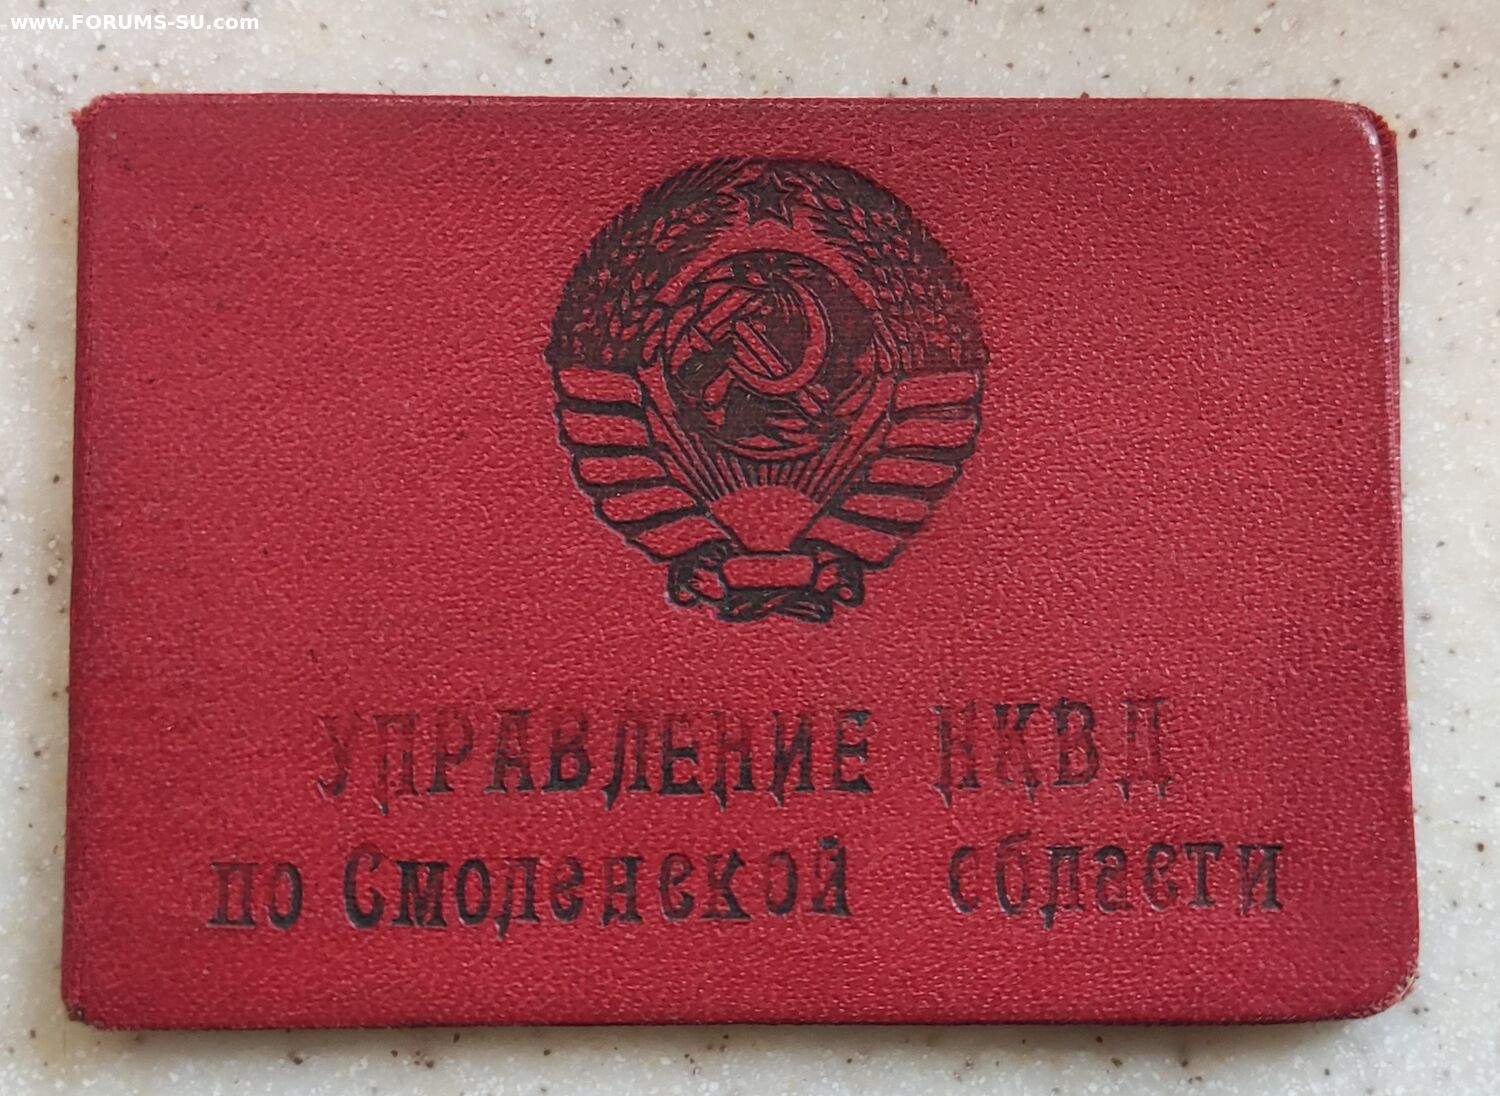 www.FORUMS-SU.com
УПРАВЛЕНИЕ НКВД
по Смоленской области